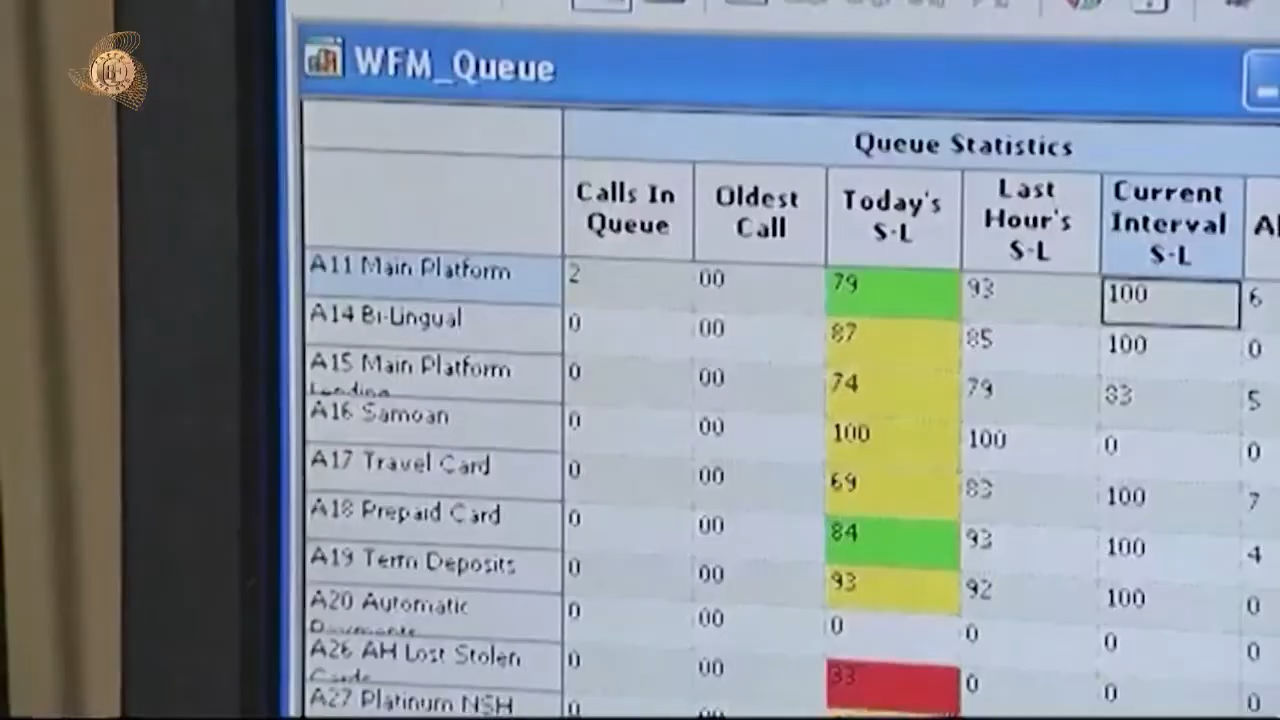 WFM_Queue
Queue Statistics
Calls In Queue Oldest Call Today's S-L Last Hour's S-L Current Interval S-L
A11 Main Platform 2 00 79 93 100 6
A14 Bi-Lingual 0 00 87 85 100 0
A15 Main Platform 0 00 74 79 83 5
Lending
A16 Samoan 0 00 100 100 0 0
A17 Travel Card 0 00 69 83 100 7
A18 Prepaid Card 0 00 84 93 100 4
A19 Term Deposits 0 00 93 92 100 0
A20 Automatic 0 00 0 0 0 0
Payments
A26 AH Lost Stolen 0 00 33 0 0 0
Cards
A27 Platinum NSH 0 00